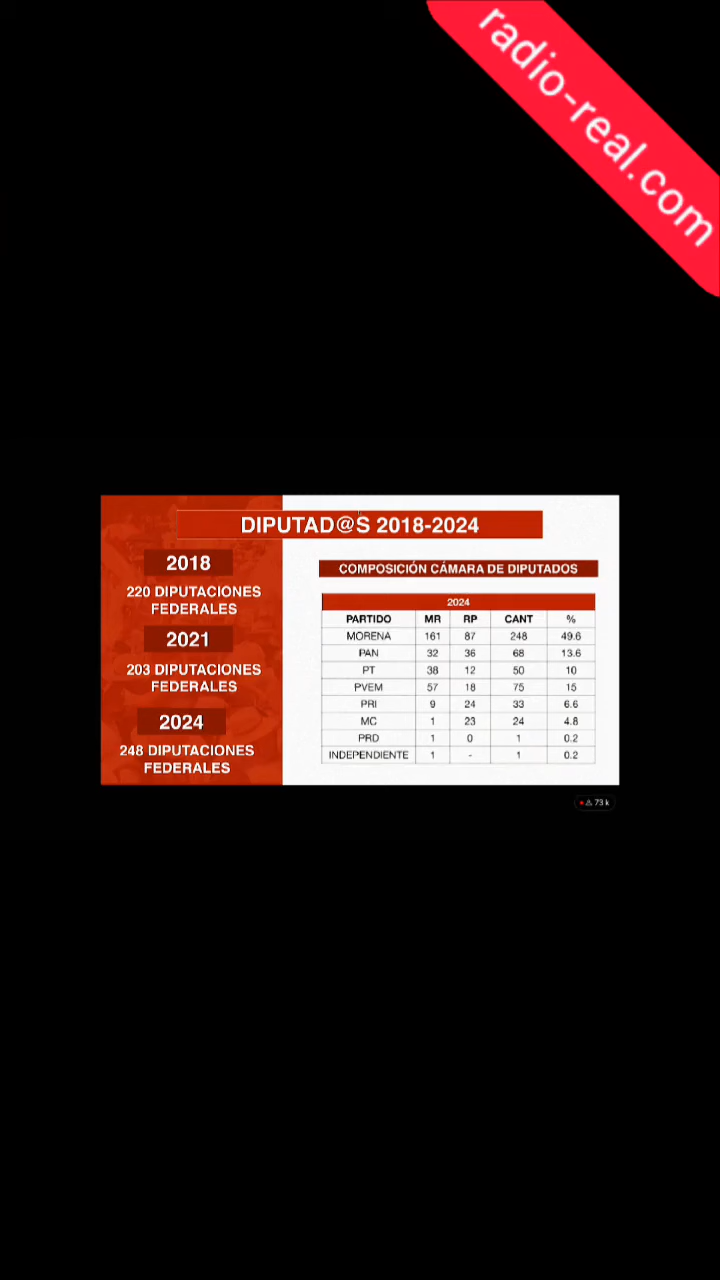 radio-real.com
DIPUTAD@S 2018-2024
2018
220 DIPUTACIONES
FEDERALES
2021
203 DIPUTACIONES
FEDERALES
2024
248 DIPUTACIONES
FEDERALES
COMPOSICIÓN CÁMARA DE DIPUTADOS
2024
PARTIDO MR RP CANT %
MORENA 161 87 248 49.6
PAN 32 36 68 13.6
PT 38 12 50 10
PVEM 57 18 75 15
PRI 9 24 33 6.6
MC 1 23 24 4.8
PRD 1 0 1 0.2
INDEPENDIENTE 1 - 1 0.2
73 k